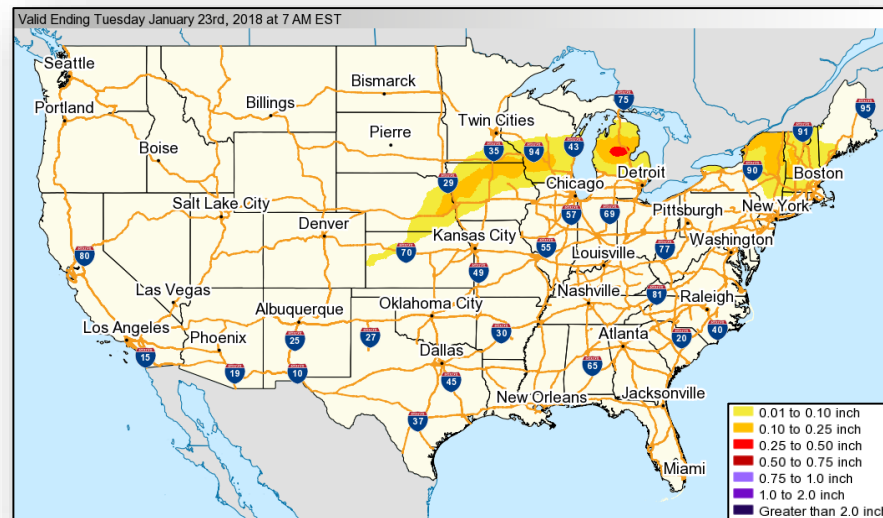 Valid Ending Tuesday January 23rd, 2018 at 7 AM EST
Seattle
Portland
Boise
Billings
Bismarck
Pierre
Twin Cities
75
95
91
35
94
43
90
Boston
29
Chicago
Detroit
New York
Salt Lake City
Denver
57
69
Pittsburgh
80
70
Kansas City
55
Louisville
77
Washington
49
Las Vegas
Albuquerque
Oklahoma City
Nashville
81
Raleigh
Los Angeles
Phoenix
25
27
30
Atlanta
20
40
15
19
10
Dallas
45
65
37
New Orleans
Jacksonville
Miami
0.01 to 0.10 inch
0.10 to 0.25 inch
0.25 to 0.50 inch
0.50 to 0.75 inch
0.75 to 1.0 inch
1.0 to 2.0 inch
Greater than 2.0 inch